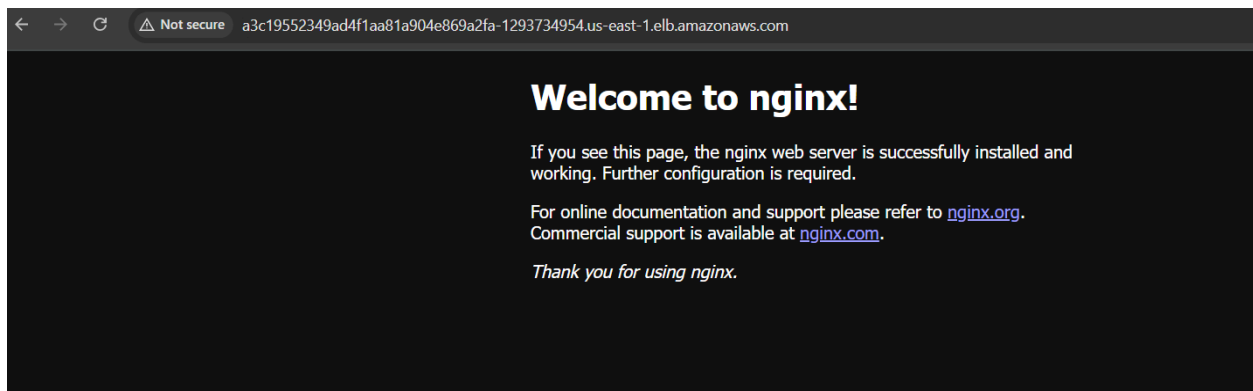 Not secure a3c19552349ad4f1aa81a904e869a2fa-1293734954.us-east-1.elb.amazonaws.com
Welcome to nginx!
If you see this page, the nginx web server is successfully installed and
working. Further configuration is required.
For online documentation and support please refer to nginx.org.
Commercial support is available at nginx.com.
Thank you for using nginx.